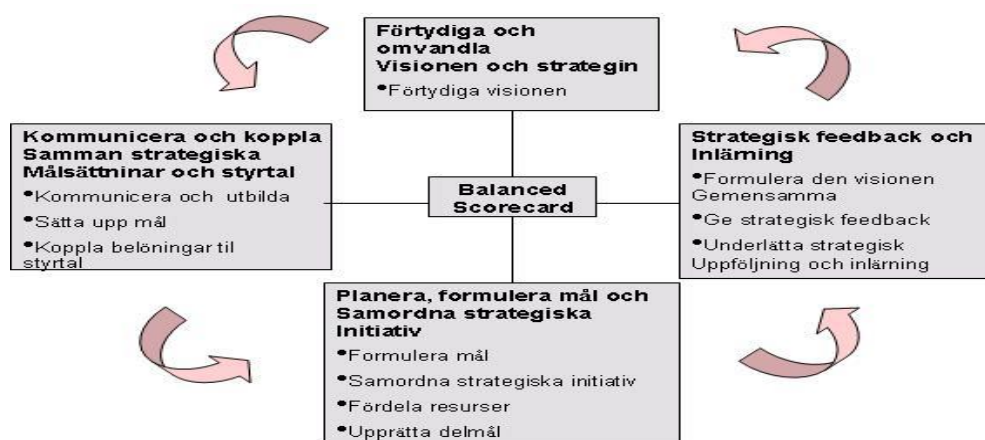 Förtydiga och
omvandla
Visionen och strategin
•Förtydiga visionen
Kommunicera och koppla
Samman strategiska
Målsättninar och styrtal
•Kommunicera och utbilda
•Sätta upp mål
•Koppla belöningar til
styrtal
Balanced
Scorecard
Strategisk feedback och
Inlärning
•Formulera den visionen
Gemensamma
•Ge strategisk feedback
•Underlätta strategisk
Uppföljning och inlärning
Planera, formulera mål och
Samordna strategiska
Initiativ
•Formulera mål
•Samordna strategiska initiativ
•Fördela resurser
•Upprätta delmål